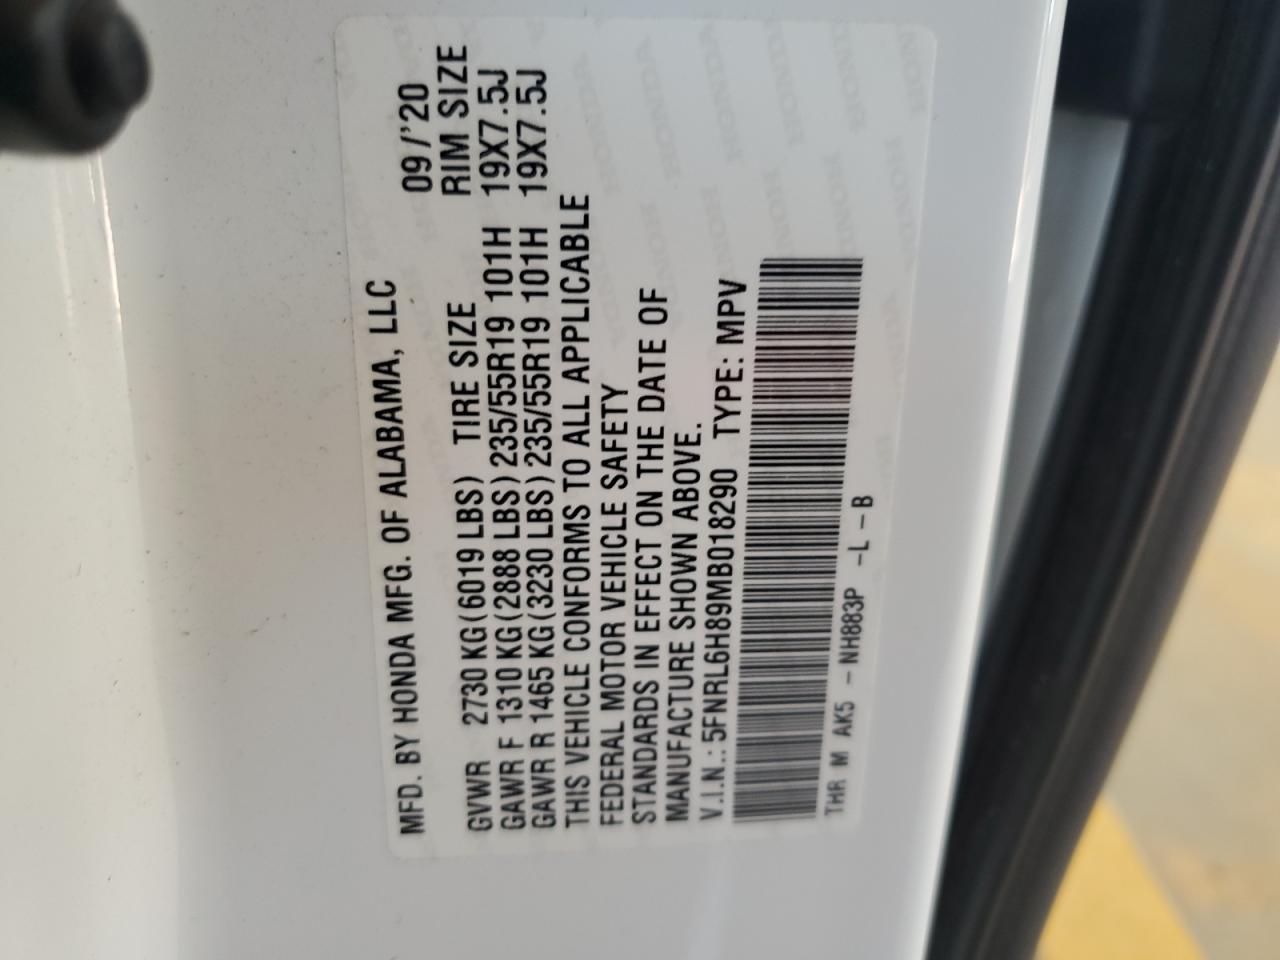 MFD. BY HONDA MFG. OF ALABAMA, LLC 09/'20
GVWR 2730 KG(6019 LBS) TIRE SIZE RIM SIZE
GAWR F 1310 KG(2888 LBS) 235/55R19 101H 19X7.5J
GAWR R 1465 KG(3230 LBS) 235/55R19 101H 19X7.5J
THIS VEHICLE CONFORMS TO ALL APPLICABLE
FEDERAL MOTOR VEHICLE SAFETY
STANDARDS IN EFFECT ON THE DATE OF
MANUFACTURE SHOWN ABOVE.
V.I.N.: 5FNRL6H89MB018290 TYPE: MPV
THR M AK5 - NH883P -L - B